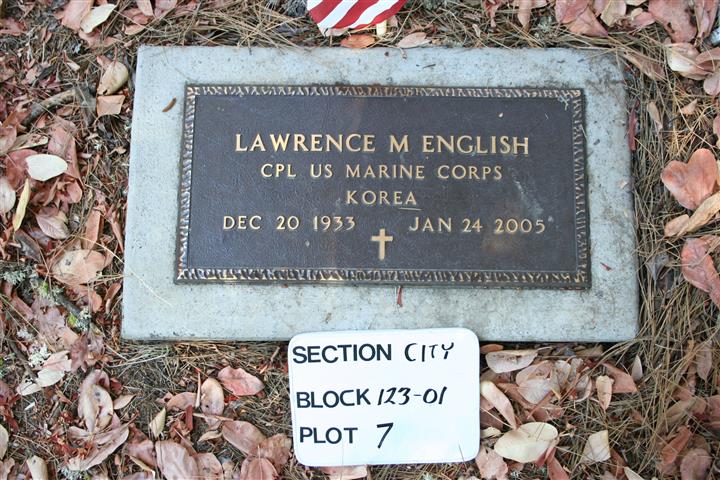 LAWRENCE M ENGLISH
CPL US MARINE CORPS
KOREA
DEC 20 1933 JAN 24 2005
SECTION CITY
BLOCK 123-01
PLOT 7